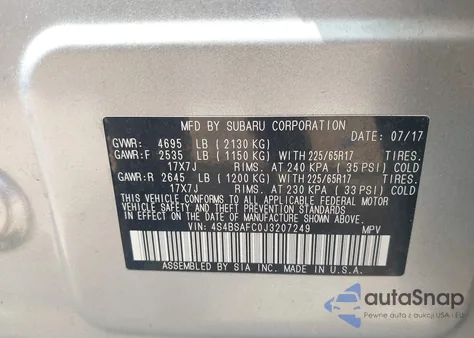 MFD BY SUBARU CORPORATION DATE: 07/17
GVWR: 4695 LB (2130 KG)
GAWR:F 2535 LB (1150 KG) WITH 225/65R17 TIRES.
17X7J RIMS. AT 240 KPA (35 PSI) COLD
GAWR:R 2645 LB (1200 KG) WITH 225/65R17 TIRES.
17X7J RIMS. AT 230 KPA (33 PSI) COLD
THIS VEHICLE CONFORMS TO ALL APPLICABLE FEDERAL MOTOR
VEHICLE SAFETY AND THEFT PREVENTION STANDARDS IN EFFECT
ON THE DATE OF MANUFACTURE SHOWN ABOVE.
VIN: 4S4BSAFC0J3207249 MPV
ASSEMBLED BY SIA INC. MADE IN U.S.A.
autoSnap
Pewne auta z aukcji USA - EU